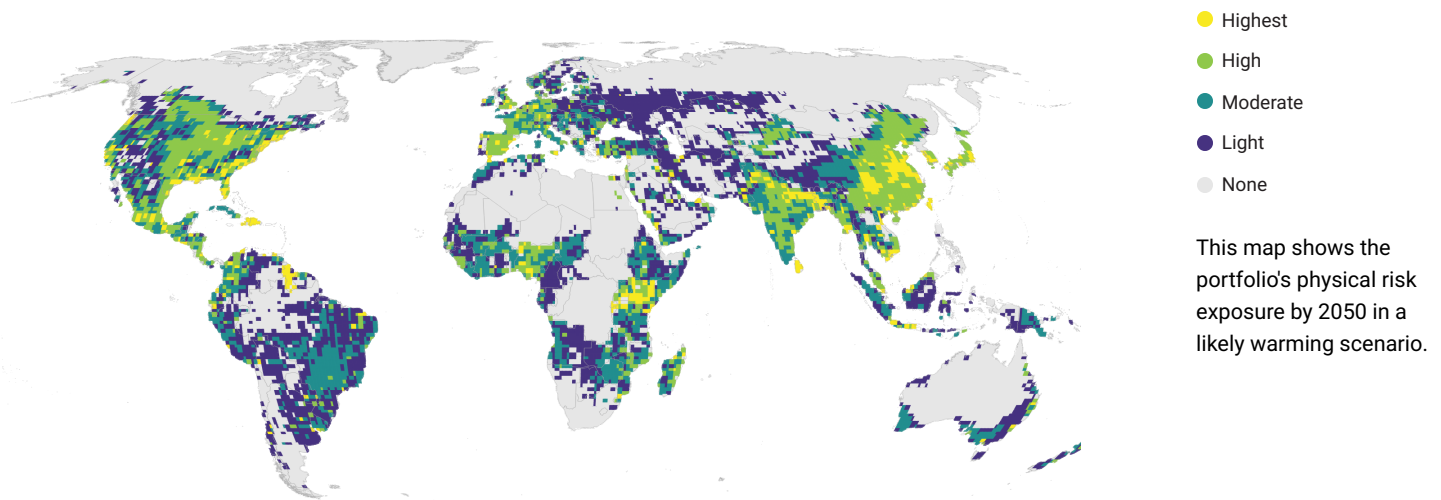 Highest
High
Moderate
Light
None
This map shows the
portfolio's physical risk
exposure by 2050 in a
likely warming scenario.